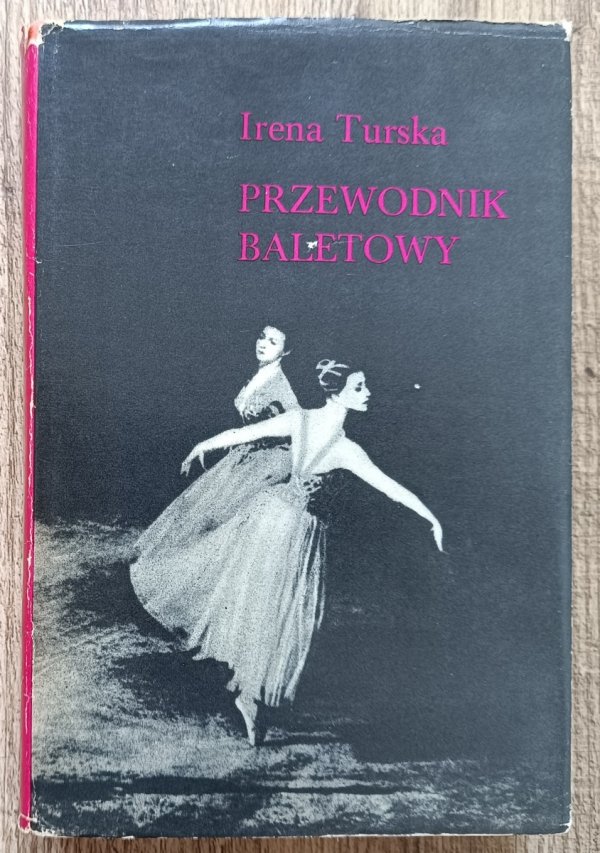 Irena Turska
PRZEWODNIK
BALETOWY